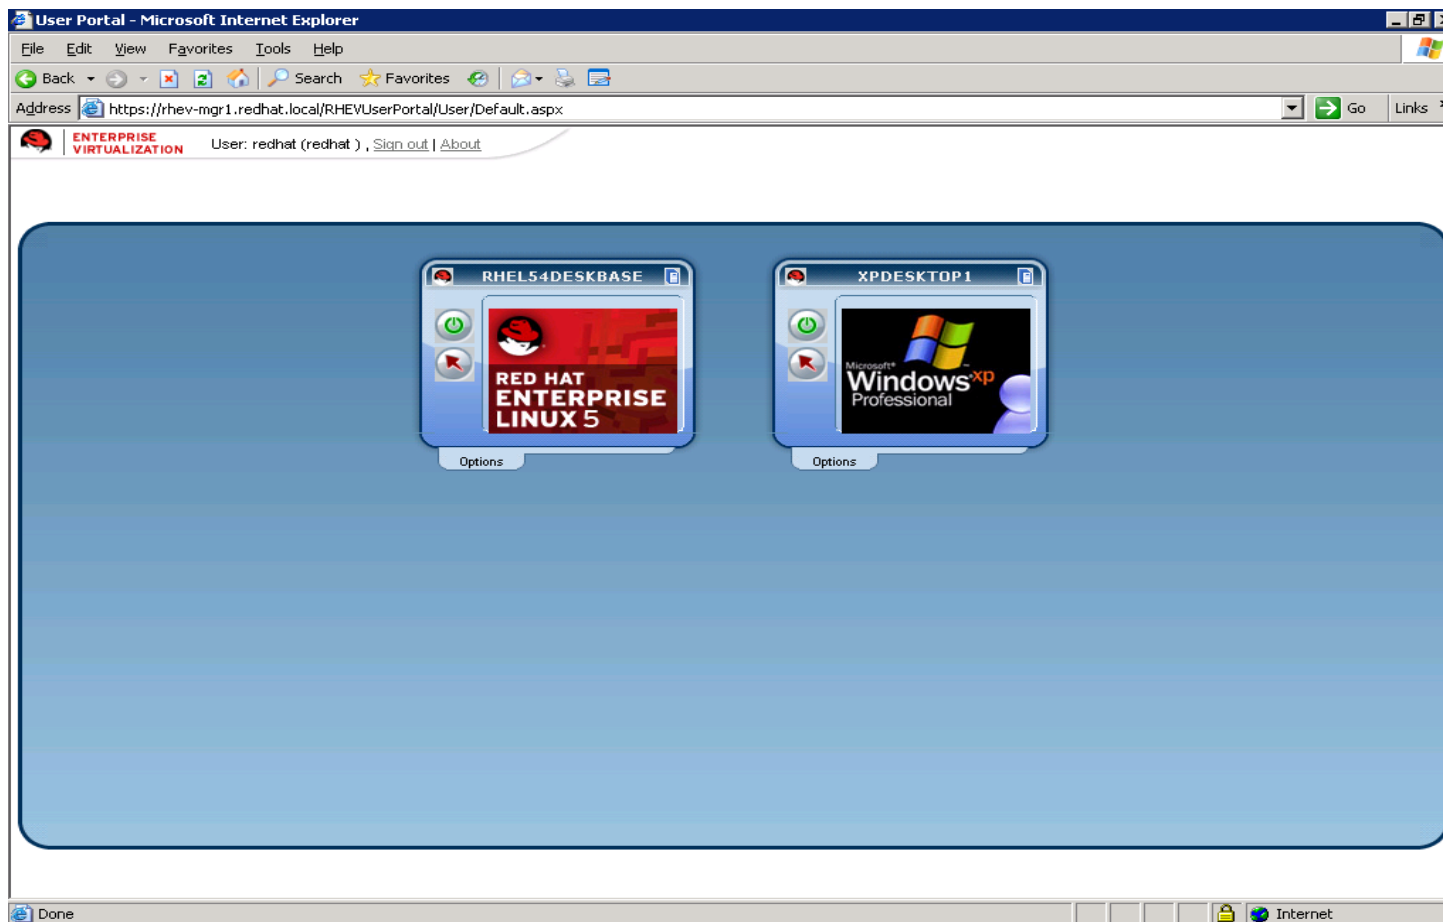 User Portal - Microsoft Internet Explorer
File Edit View Favorites Tools Help
Back Search Favorites
Address https://rhev-mgr1.redhat.local/RHEVUserPortal/User/Default.aspx Go Links
ENTERPRISE
VIRTUALIZATION
User: redhat (redhat ) , Sign out | About
RHEL54DESKBASE
RED HAT
ENTERPRISE
LINUX 5
Options
XPDESKTOP1
Microsoft
Windows xp
Professional
Options
Done Internet